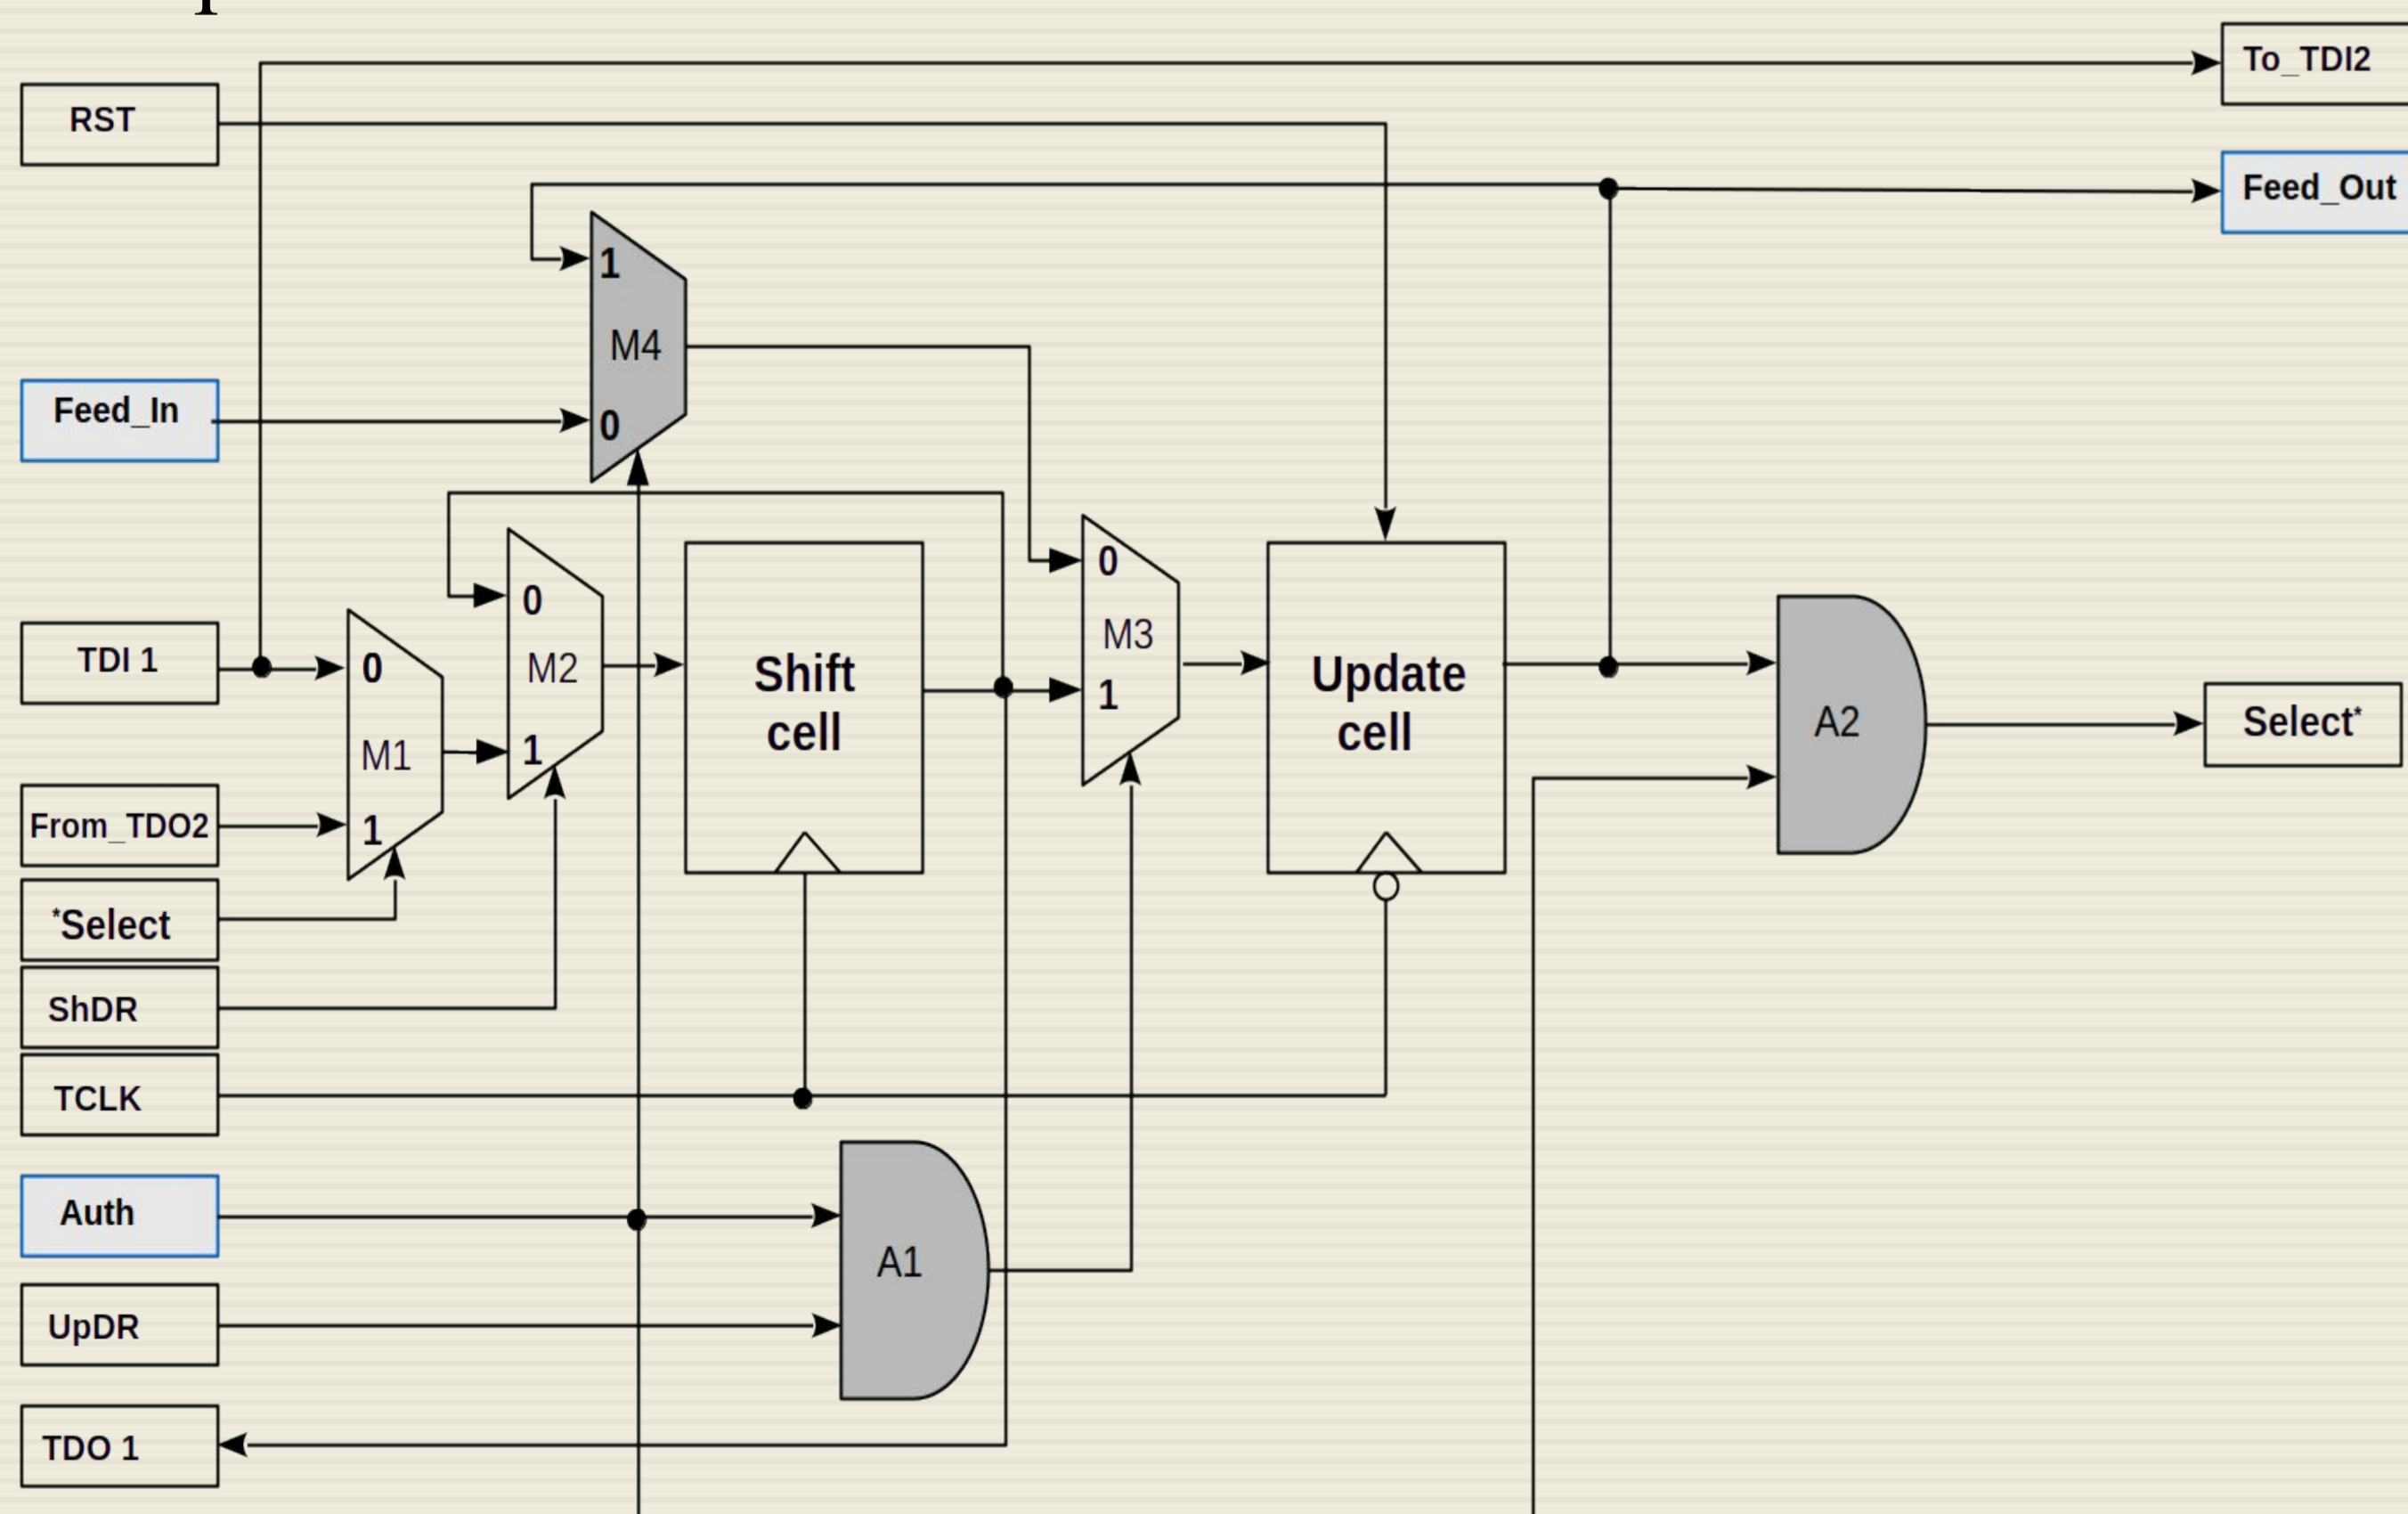 To_TDI2
RST
Feed_Out
1
M4
Feed_In
0
0
0
M3
TDI 1
0
M2
Shift
cell
1
Update
cell
A2
Select*
M1
1
From_TDO2
1
*Select
ShDR
TCLK
Auth
A1
UpDR
TDO 1